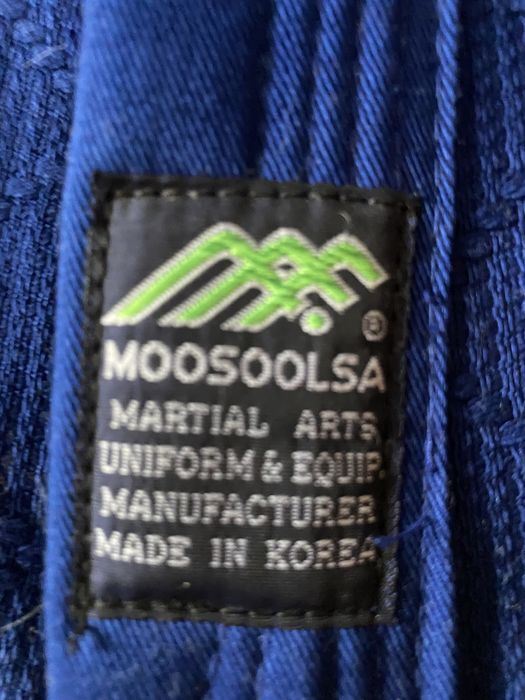 ®
MOOSOOLSA
MARTIAL ARTS
UNIFORM & EQUIP.
MANUFACTURER
MADE IN KOREA